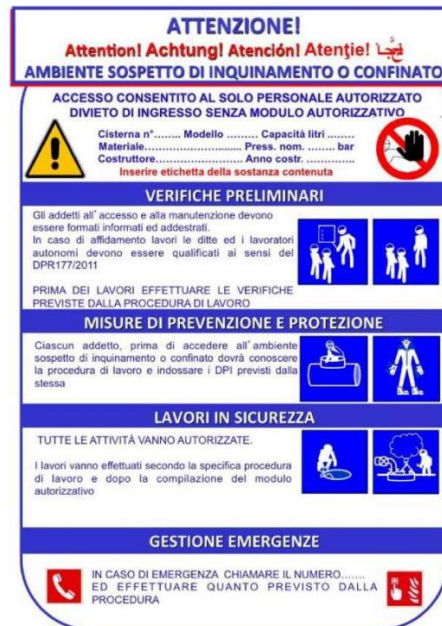 ATTENZIONE!
Attention! Achtung! Atención! Atenţie!
AMBIENTE SOSPETTO DI INQUINAMENTO O CONFINATO
ACCESSO CONSENTITO AL SOLO PERSONALE AUTORIZZATO
DIVIETO DI INGRESSO SENZA MODULO AUTORIZZATIVO
Cisterna n°........ Modello ......... Capacità litri ........
Materiale............................ Press. nom. ........ bar
Costruttore......................... Anno costr. ..............
Inserire etichetta della sostanza contenuta
VERIFICHE PRELIMINARI
Gli addetti all'accesso e alla manutenzione devono
essere formati informati ed addestrati.
In caso di affidamento lavori le ditte ed i lavoratori
autonomi devono essere qualificati ai sensi del
DPR177/2011
PRIMA DEI LAVORI EFFETTUARE LE VERIFICHE
PREVISTE DALLA PROCEDURA DI LAVORO
MISURE DI PREVENZIONE E PROTEZIONE
Ciascun addetto, prima di accedere all'ambiente
sospetto di inquinamento o confinato dovrà conoscere
la procedura di lavoro e indossare i DPI previsti dalla
stessa
LAVORI IN SICUREZZA
TUTTE LE ATTIVITÀ VANNO AUTORIZZATE.
I lavori vanno effettuati secondo la specifica procedura
di lavoro e dopo la compilazione del modulo
autorizzativo
GESTIONE EMERGENZE
IN CASO DI EMERGENZA CHIAMARE IL NUMERO.......
ED EFFETTUARE QUANTO PREVISTO DALLA
PROCEDURA